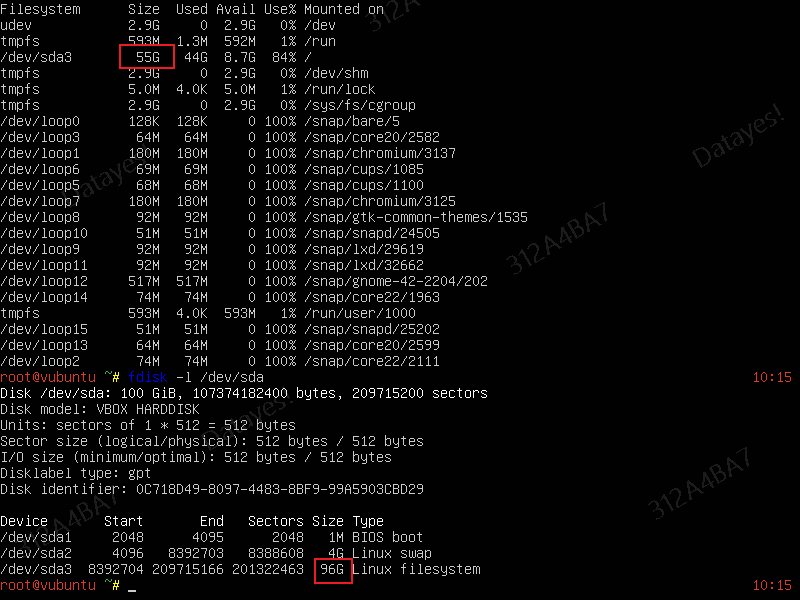 Filesystem Size Used Avail Use% Mounted on
udev 2.9G 0 2.9G 0% /dev
tmpfs 593M 1.3M 592M 1% /run
/dev/sda3 55G 44G 8.7G 84% /
tmpfs 2.9G 0 2.9G 0% /dev/shm
tmpfs 5.0M 4.0K 5.0M 1% /run/lock
tmpfs 2.9G 0 2.9G 0% /sys/fs/cgroup
/dev/loop0 128K 128K 0 100% /snap/bare/5
/dev/loop3 64M 64M 0 100% /snap/core20/2582
/dev/loop1 180M 180M 0 100% /snap/chromium/3137
/dev/loop6 69M 69M 0 100% /snap/cups/1085
/dev/loop5 68M 68M 0 100% /snap/cups/1100
/dev/loop7 180M 180M 0 100% /snap/chromium/3125
/dev/loop8 92M 92M 0 100% /snap/gtk-common-themes/1535
/dev/loop10 51M 51M 0 100% /snap/snapd/24505
/dev/loop9 92M 92M 0 100% /snap/lxd/29619
/dev/loop11 92M 92M 0 100% /snap/lxd/32662
/dev/loop12 517M 517M 0 100% /snap/gnome-42-2204/202
/dev/loop14 74M 74M 0 100% /snap/core22/1963
tmpfs 593M 4.0K 593M 1% /run/user/1000
/dev/loop15 51M 51M 0 100% /snap/snapd/25202
/dev/loop13 64M 64M 0 100% /snap/core20/2599
/dev/loop2 74M 74M 0 100% /snap/core22/2111
root@vubuntu ~# fdisk -l /dev/sda 10:15
Disk /dev/sda: 100 GiB, 107374182400 bytes, 209715200 sectors
Disk model: VBOX HARDDISK
Units: sectors of 1 * 512 = 512 bytes
Sector size (logical/physical): 512 bytes / 512 bytes
I/O size (minimum/optimal): 512 bytes / 512 bytes
Disklabel type: gpt
Disk identifier: 0C718D49-8097-4483-8BF9-99A5903CBD29
Device Start End Sectors Size Type
/dev/sda1 2048 4095 2048 1M BIOS boot
/dev/sda2 4096 8392703 8388608 4G Linux swap
/dev/sda3 8392704 209715166 201322463 96G Linux filesystem
root@vubuntu ~# _ 10:15
312A4BA7
Datayes!
Datayes!
312A4BA7
Datayes!
312A4BA7
312A4BA7